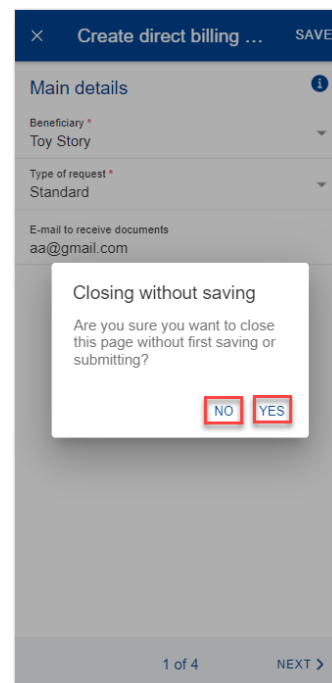 × Create direct billing ... SAVE
Main details
Beneficiary *
Toy Story
Type of request *
Standard
E-mail to receive documents
aa@gmail.com
Closing without saving
Are you sure you want to close
this page without first saving or
submitting?
NO YES
1 of 4 NEXT >